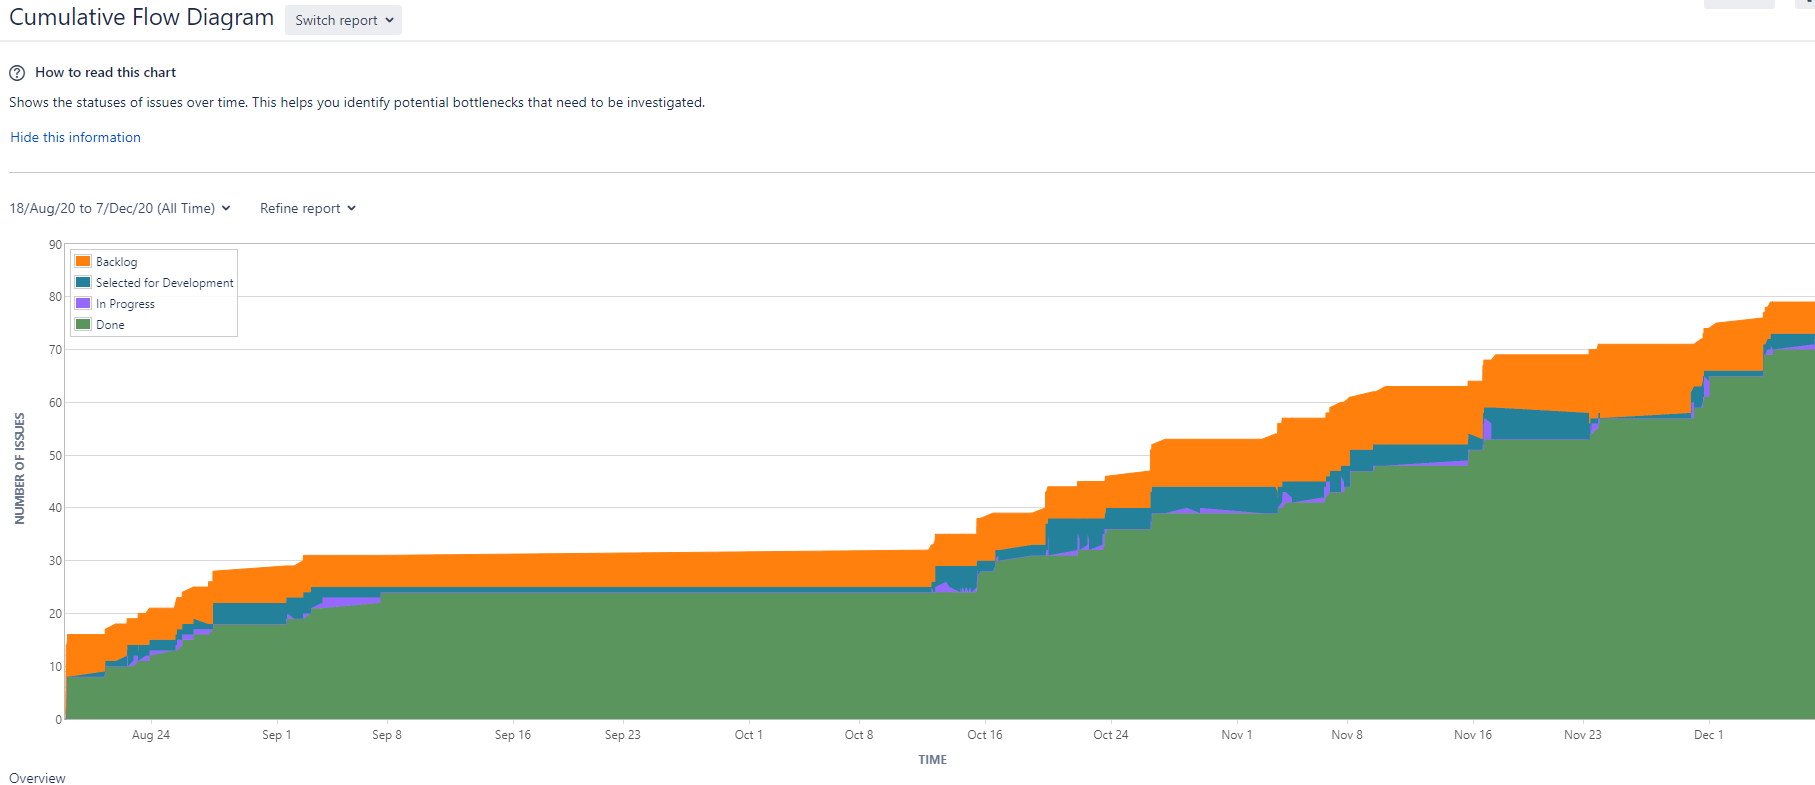 Cumulative Flow Diagram Switch report
How to read this chart
Shows the statuses of issues over time. This helps you identify potential bottlenecks that need to be investigated.
Hide this information
18/Aug/20 to 7/Dec/20 (All Time) Refine report
90
80
70
60
50
40
30
20
10
0
NUMBER OF ISSUES
Backlog
Selected for Development
In Progress
Done
Aug 24 Sep 1 Sep 8 Sep 16 Sep 23 Oct 1 Oct 8 Oct 16 Oct 24 Nov 1 Nov 8 Nov 16 Nov 23 Dec 1
TIME
Overview